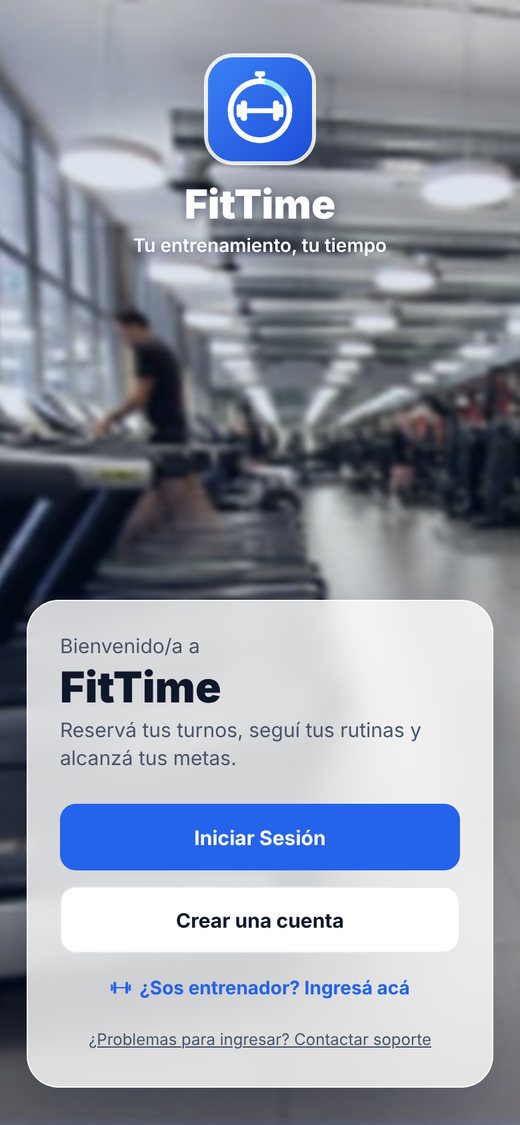 FitTime
Tu entrenamiento, tu tiempo
Bienvenido/a a
FitTime
Reservá tus turnos, seguí tus rutinas y
alcanzá tus metas.
Iniciar Sesión
Crear una cuenta
¿Sos entrenador? Ingresá acá
¿Problemas para ingresar? Contactar soporte